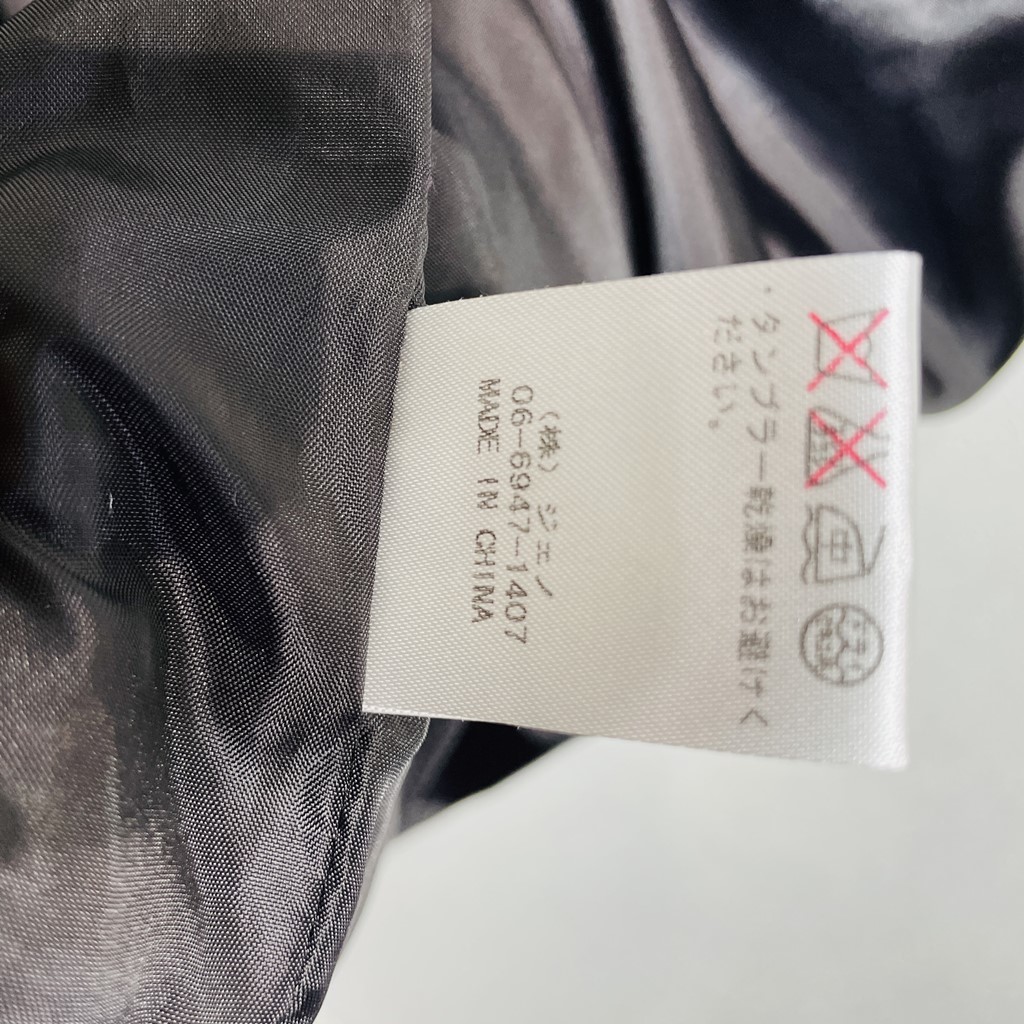 ・タンブラー乾燥はお避けく
ださい。
(株) ジェノ
06-6947-1407
MADE IN CHINA